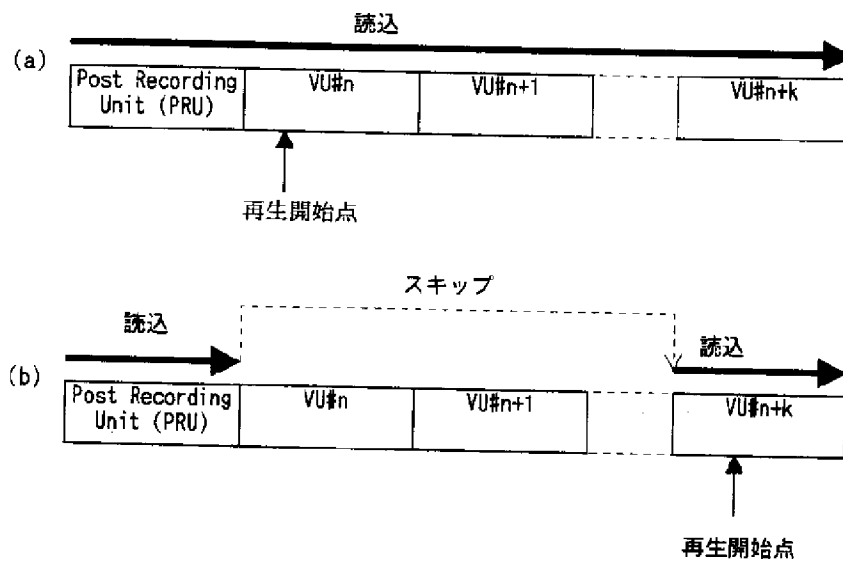 読込
(a)
Post Recording
Unit (PRU)
VU#n
VU#n+1
VU#n+k
再生開始点
スキップ
読込
読込
(b)
Post Recording
Unit (PRU)
VU#n
VU#n+1
VU#n+k
再生開始点